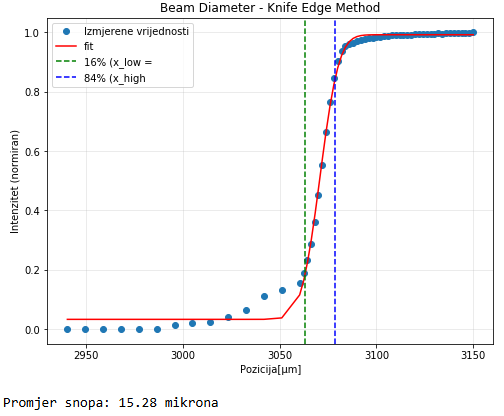 Beam Diameter - Knife Edge Method
Izmjerene vrijednosti
fit
16% (x_low =
84% (x_high
Intenzitet (normiran)
1.0
0.8
0.6
0.4
0.2
0.0
2950
3000
3050
3100
3150
Pozicija[µm]
Promjer snopa: 15.28 mikrona